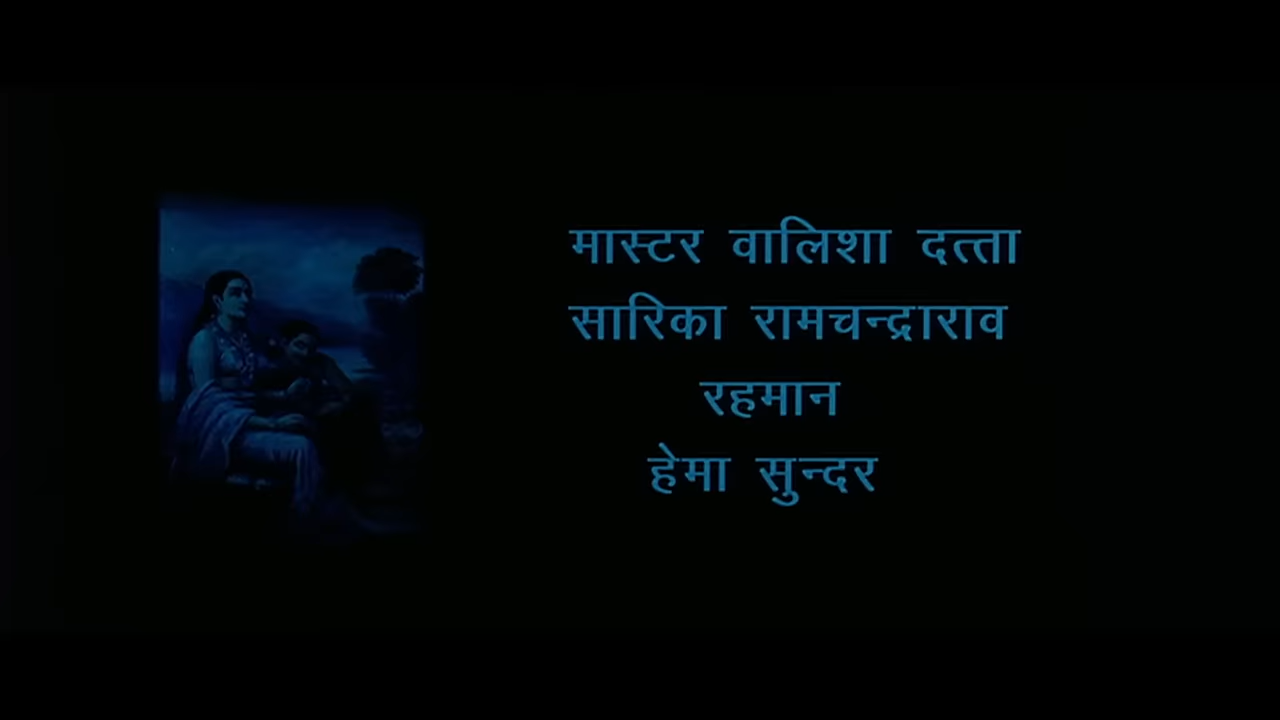 मास्टर वालिशा दत्ता
सारिका रामचन्द्राराव
रहमान
हेमा सुन्दर